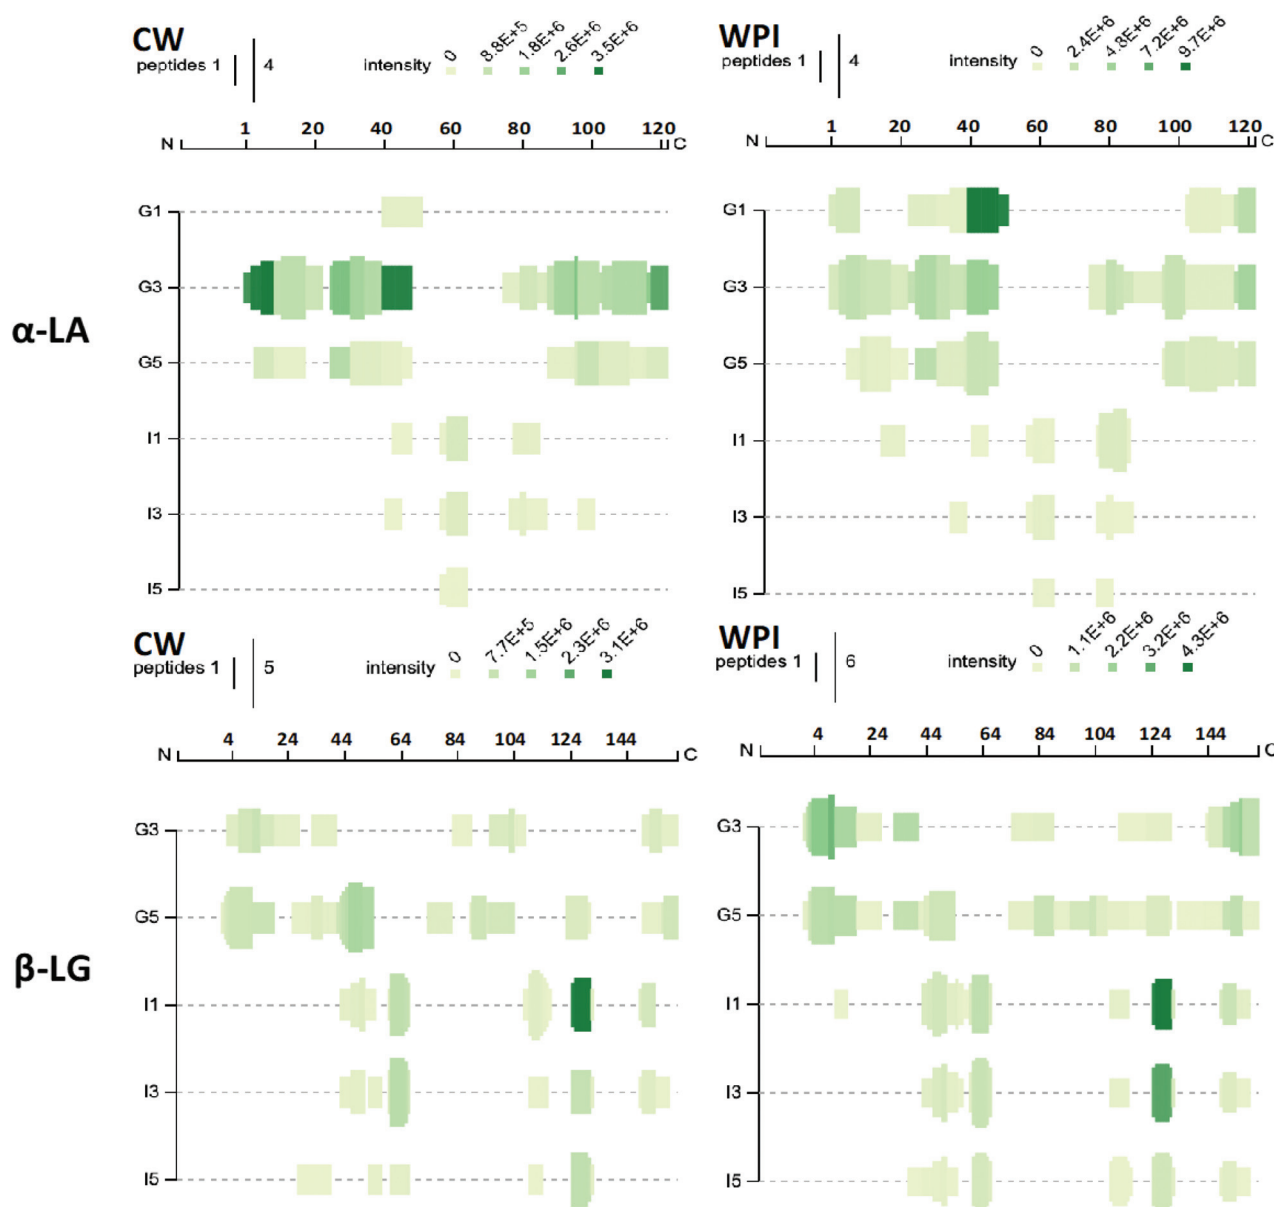 CW
peptides 1 4 intensity 0 8.8E+5 1.8E+6 2.6E+6 3.5E+6
N 1 20 40 60 80 100 120 C
WPI
peptides 1 4 intensity 0 2.4E+6 4.8E+6 7.2E+6 9.7E+6
N 1 20 40 60 80 100 120 C
α-LA
G1
G3
G5
I1
I3
I5
G1
G3
G5
I1
I3
I5
CW
peptides 1 5 intensity 0 7.7E+5 1.5E+6 2.3E+6 3.1E+6
N 4 24 44 64 84 104 124 144 C
WPI
peptides 1 6 intensity 0 1.1E+6 2.2E+6 3.2E+6 4.3E+6
N 4 24 44 64 84 104 124 144 C
β-LG
G3
G5
I1
I3
I5
G3
G5
I1
I3
I5